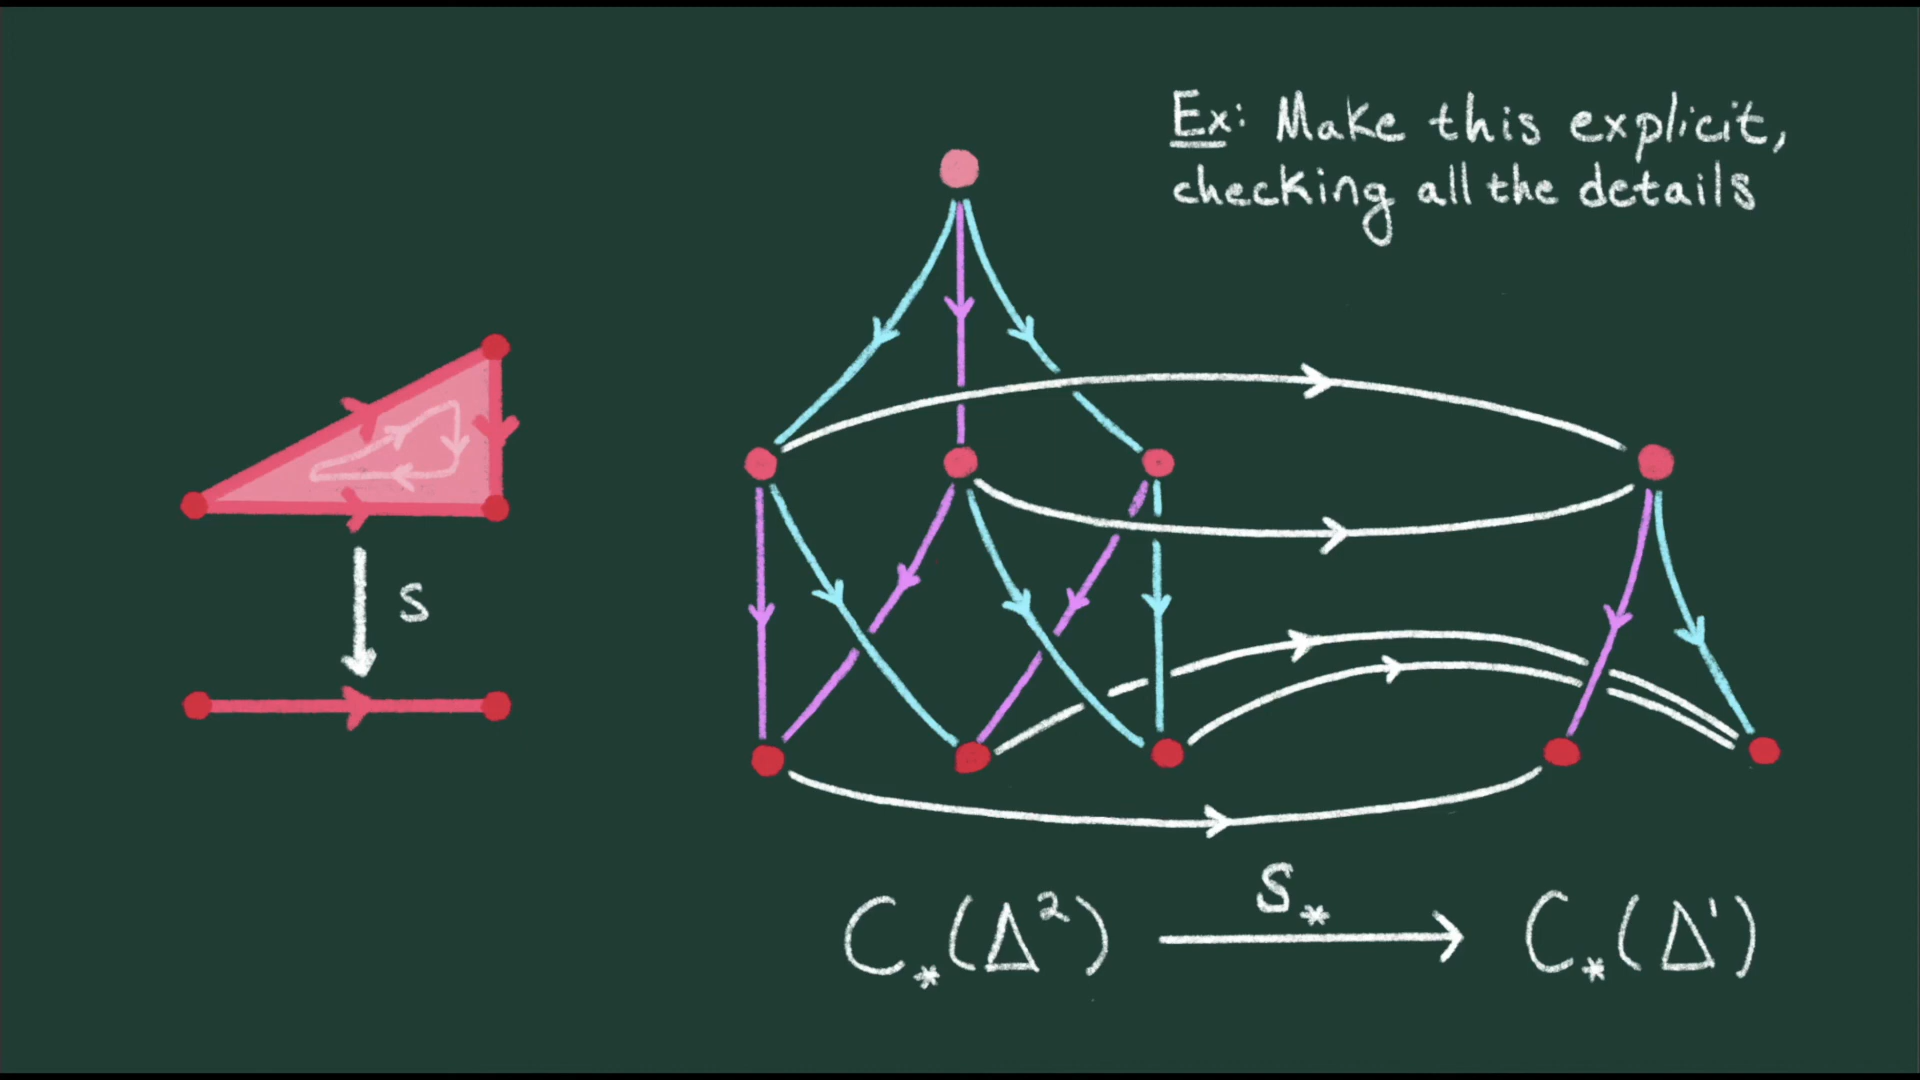 Ex: Make this explicit,
checking all the details
S
S*
C*(Δ²) → C*(Δ¹)